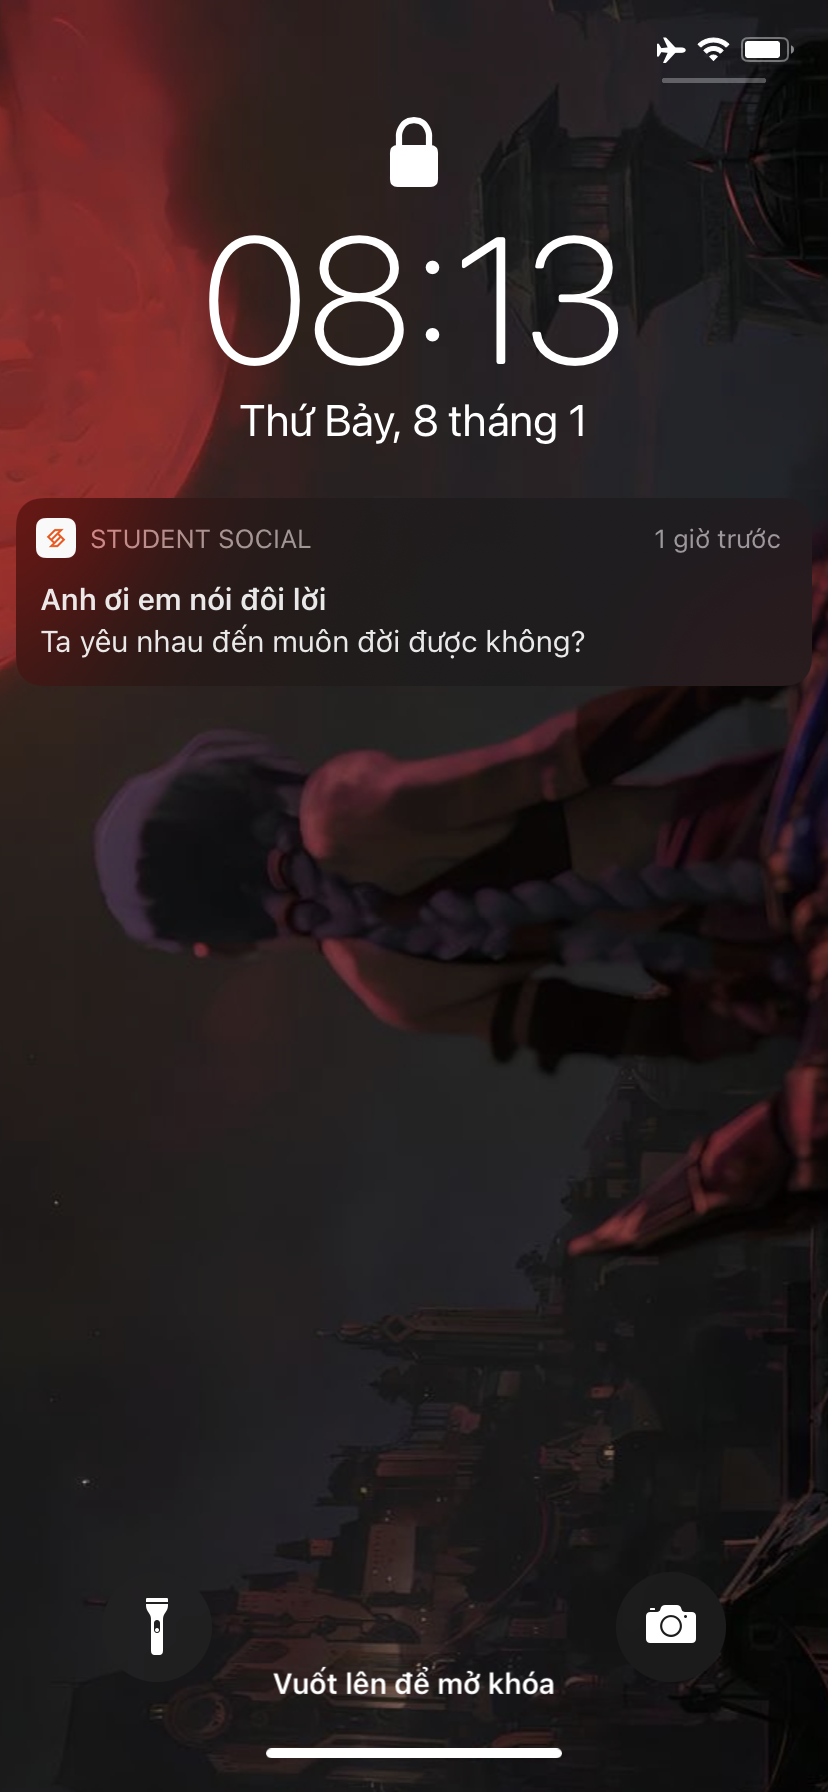 08:13
Thứ Bảy, 8 tháng 1
STUDENT SOCIAL 1 giờ trước
Anh ơi em nói đôi lời
Ta yêu nhau đến muôn đời được không?
Vuốt lên để mở khóa